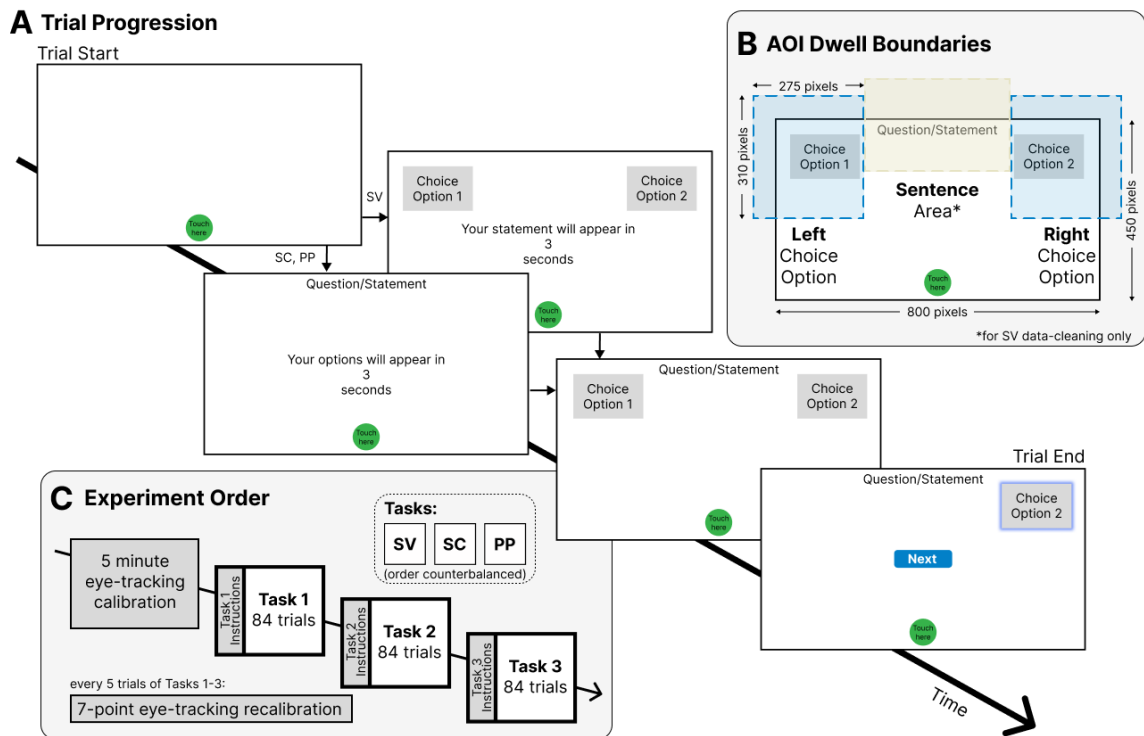 A Trial Progression
Trial Start
Touch
here
SV
SC, PP
Choice
Option 1
Choice
Option 2
Your statement will appear in
3
seconds
Touch
here
Question/Statement
Your options will appear in
3
seconds
Touch
here
Question/Statement
Choice
Option 1
Choice
Option 2
Touch
here
Trial End
Question/Statement
Choice
Option 2
Next
Touch
here
Time
B AOI Dwell Boundaries
275 pixels
310 pixels
Question/Statement
Choice
Option 1
Choice
Option 2
Sentence
Area*
Left
Choice
Option
Right
Choice
Option
Touch
here
450 pixels
800 pixels
*for SV data-cleaning only
C Experiment Order
Tasks:
SV SC PP
(order counterbalanced)
5 minute
eye-tracking
calibration
Task 1
Instructions
Task 1
84 trials
Task 2
Instructions
Task 2
84 trials
Task 3
Instructions
Task 3
84 trials
every 5 trials of Tasks 1-3:
7-point eye-tracking recalibration